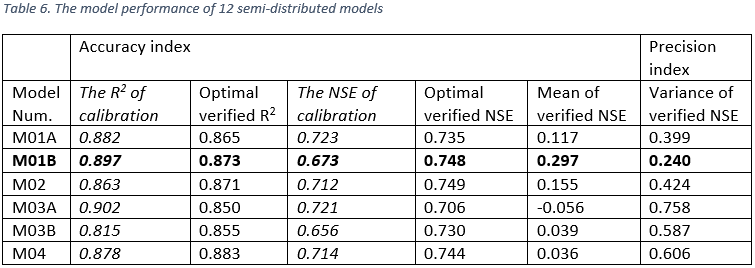 Table 6. The model performance of 12 semi-distributed models
Accuracy index Precision index
Model Num. The R² of calibration Optimal verified R² The NSE of calibration Optimal verified NSE Mean of verified NSE Variance of verified NSE
M01A 0.882 0.865 0.723 0.735 0.117 0.399
M01B 0.897 0.873 0.673 0.748 0.297 0.240
M02 0.863 0.871 0.712 0.749 0.155 0.424
M03A 0.902 0.850 0.721 0.706 -0.056 0.758
M03B 0.815 0.855 0.656 0.730 0.039 0.587
M04 0.878 0.883 0.714 0.744 0.036 0.606